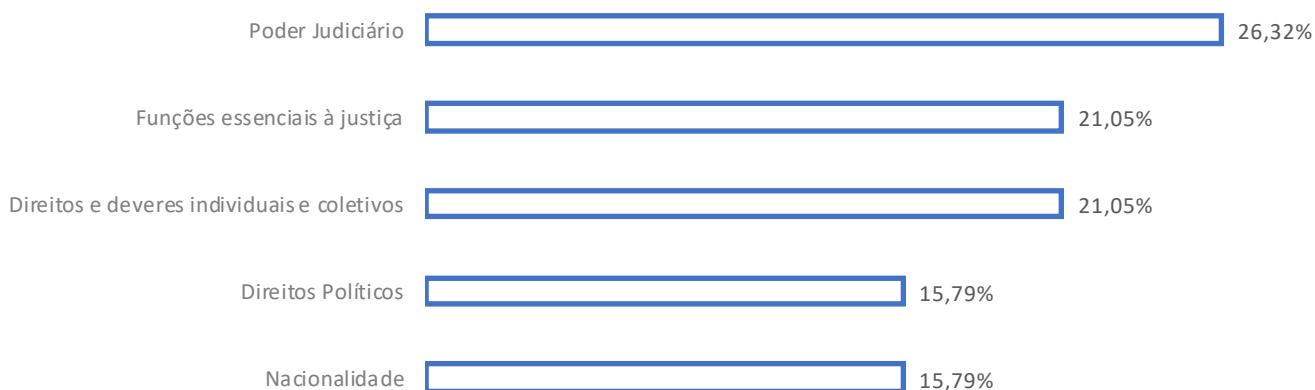 Poder Judiciário 26,32%
Funções essenciais à justiça 21,05%
Direitos e deveres individuais e coletivos 21,05%
Direitos Políticos 15,79%
Nacionalidade 15,79%